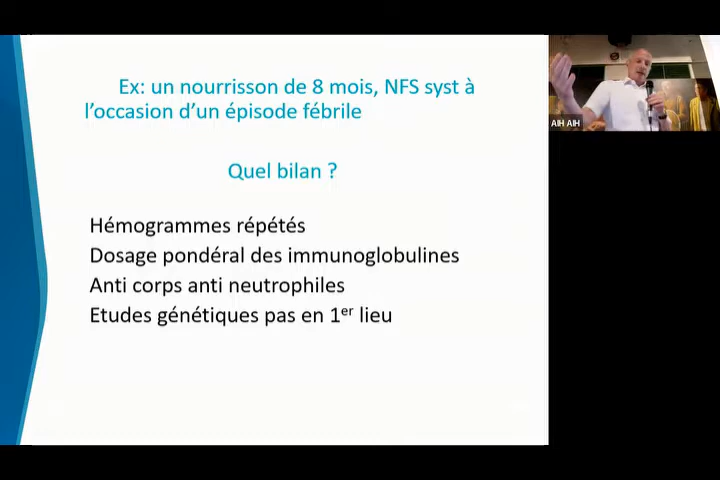 Ex: un nourrisson de 8 mois, NFS syst à
l’occasion d’un épisode fébrile
Quel bilan ?
Hémogrammes répétés
Dosage pondéral des immunoglobulines
Anti corps anti neutrophiles
Etudes génétiques pas en 1er lieu
AIH AIH